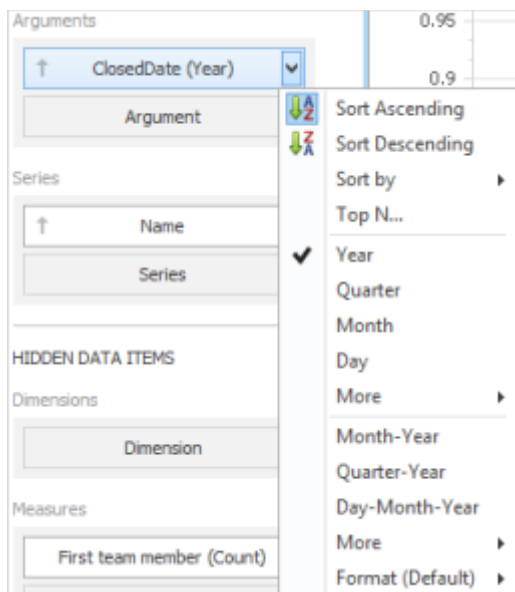 Arguments
ClosedDate (Year)
Argument
Series
Name
Series
HIDDEN DATA ITEMS
Dimensions
Dimension
Measures
First team member (Count)
0.95
0.9
Sort Ascending
Sort Descending
Sort by
Top N...
Year
Quarter
Month
Day
More
Month-Year
Quarter-Year
Day-Month-Year
More
Format (Default)